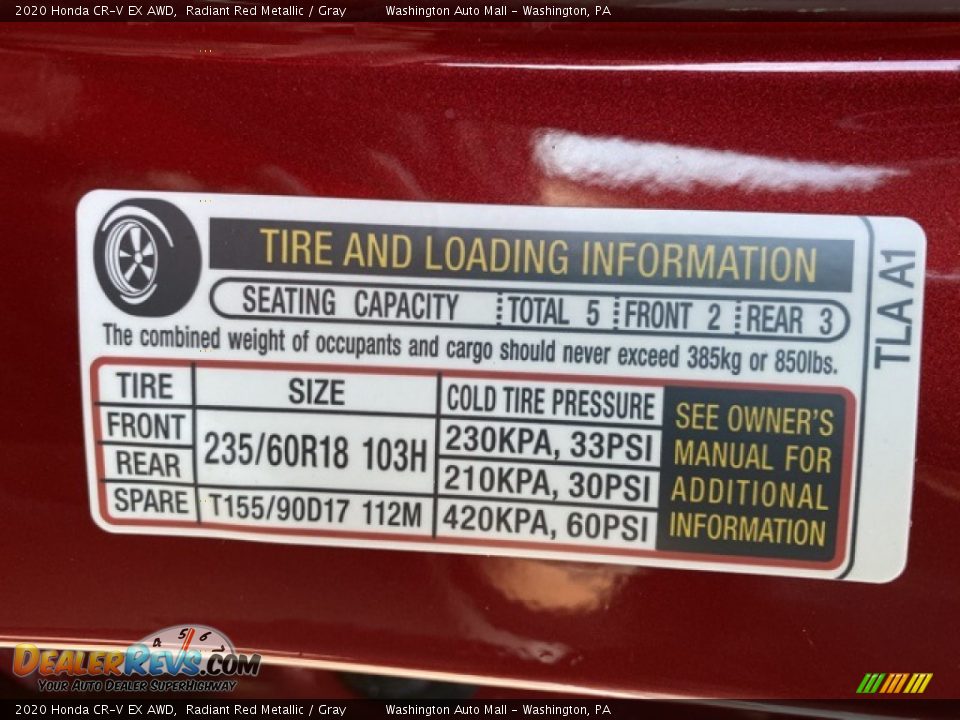 2020 Honda CR-V EX AWD, Radiant Red Metallic / Gray Washington Auto Mall - Washington, PA
TIRE AND LOADING INFORMATION
SEATING CAPACITY TOTAL 5 FRONT 2 REAR 3
The combined weight of occupants and cargo should never exceed 385kg or 850lbs.
TIRE SIZE COLD TIRE PRESSURE
FRONT 235/60R18 103H 230KPA, 33PSI
REAR 210KPA, 30PSI
SPARE T155/90D17 112M 420KPA, 60PSI
SEE OWNER'S
MANUAL FOR
ADDITIONAL
INFORMATION
TLA A1
4 5 6 7
DEALERREVS.COM
YOUR AUTO DEALER SUPERHIGHWAY
2020 Honda CR-V EX AWD, Radiant Red Metallic / Gray Washington Auto Mall - Washington, PA